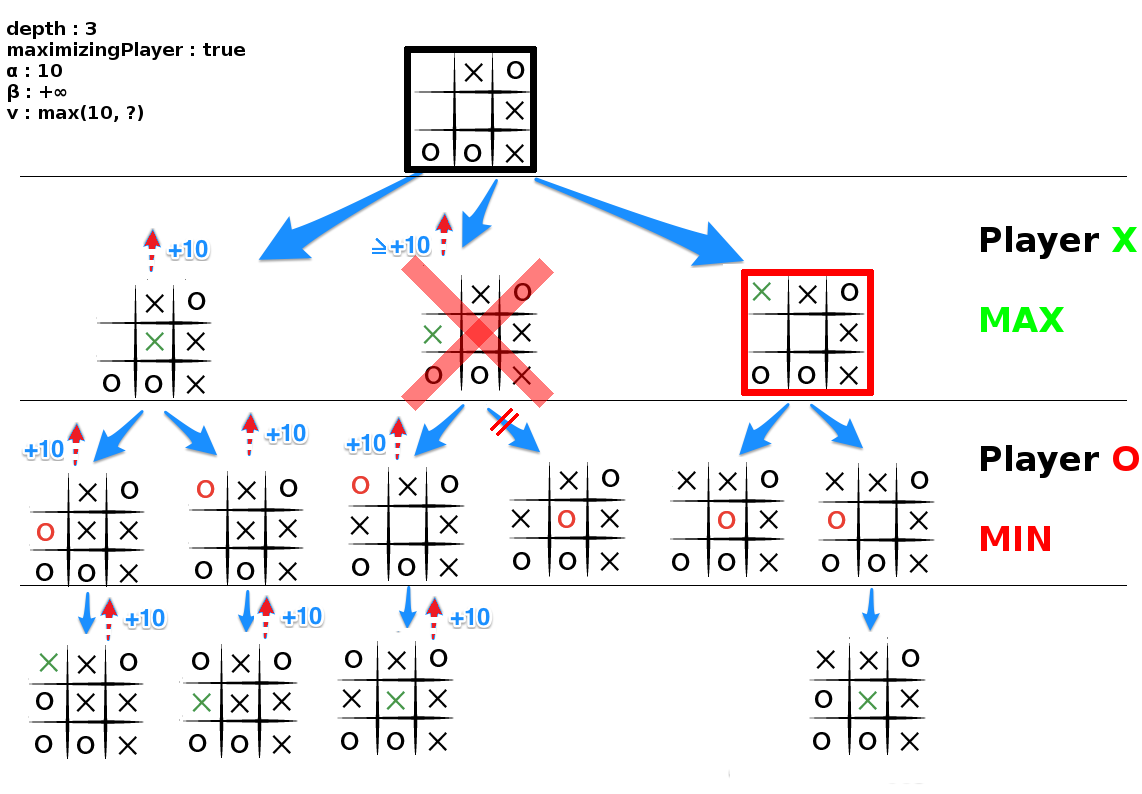 depth : 3
maximizingPlayer : true
α : 10
β : +∞
v : max(10, ?)
X O
X
O O X
+10
≥+10
Player X
MAX
X O
X X
O O X
X O
X X
O O X
X X O
X
O O X
+10
+10
+10
Player O
MIN
X O
O X X
O O X
O X O
X X
O O X
O X O
X X
O O X
X O
X O X
O O X
X X O
O X
O O X
X X O
O X
O O X
+10
+10
+10
X X O
O X X
O O X
O X O
X X X
O O X
O X O
X X X
O O X
X X O
O X X
O O X